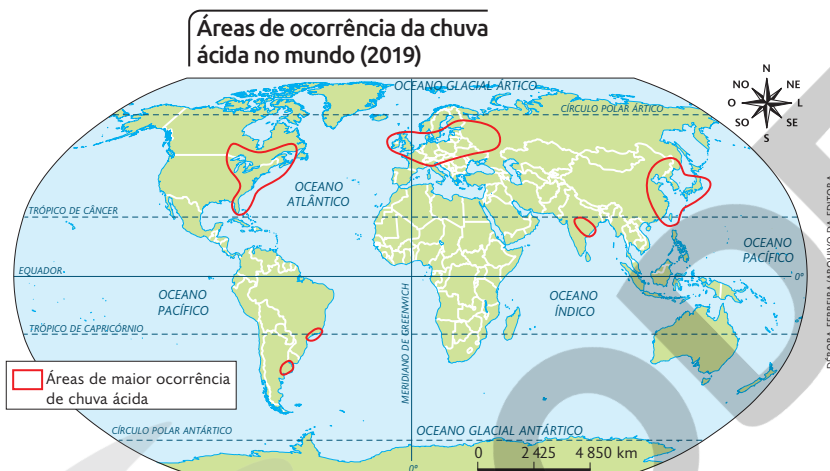 Áreas de ocorrência da chuva
ácida no mundo (2019)
OCEANO GLACIAL ÁRTICO
CÍRCULO POLAR ÁRTICO
N
NO NE
O L
SO SE
S
OCEANO
ATLÂNTICO
TRÓPICO DE CÂNCER
OCEANO
PACÍFICO
EQUADOR
0°
OCEANO
PACÍFICO
OCEANO
ÍNDICO
TRÓPICO DE CAPRICÓRNIO
MERIDIANO DE GREENWICH
Áreas de maior ocorrência
de chuva ácida
CÍRCULO POLAR ANTÁRTICO
OCEANO GLACIAL ANTÁRTICO
0 2 425 4 850 km
0°